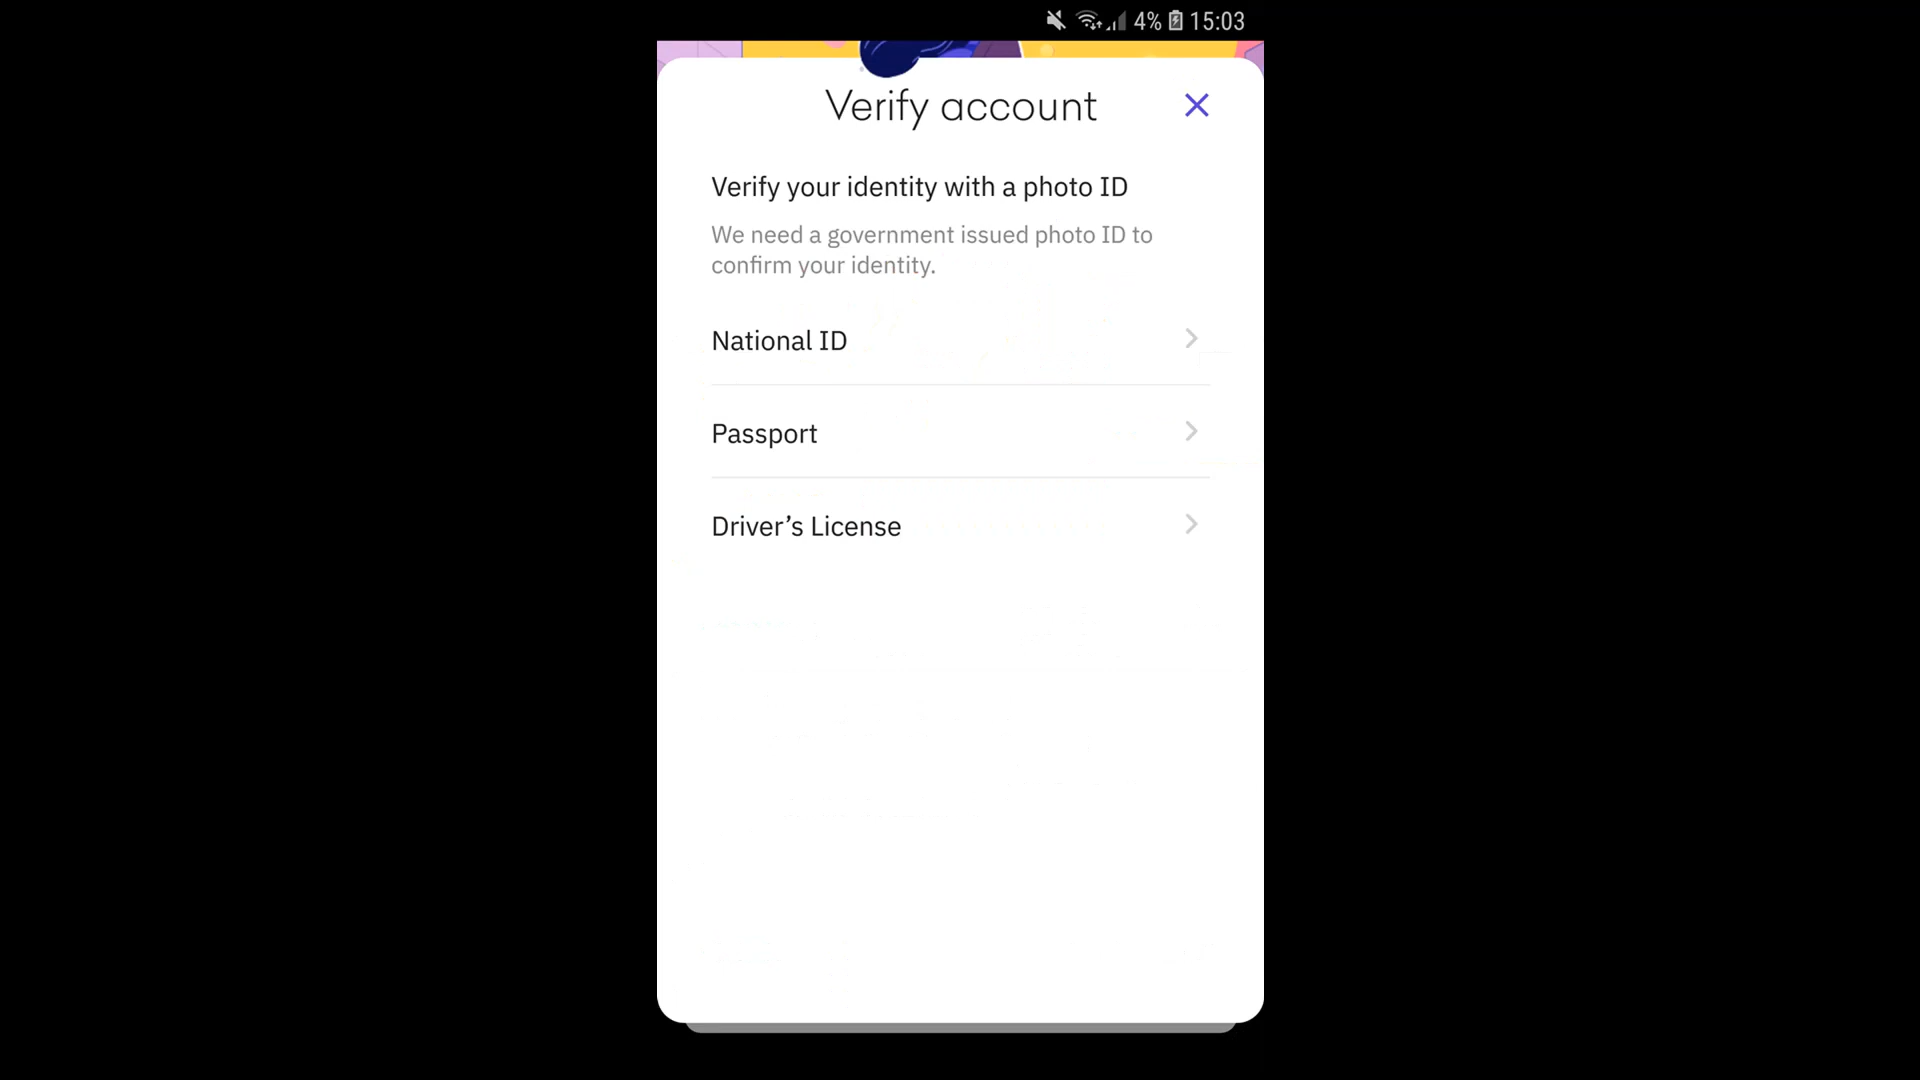 4% 15:03
Verify account
Verify your identity with a photo ID
We need a government issued photo ID to
confirm your identity.
National ID
Passport
Driver’s License